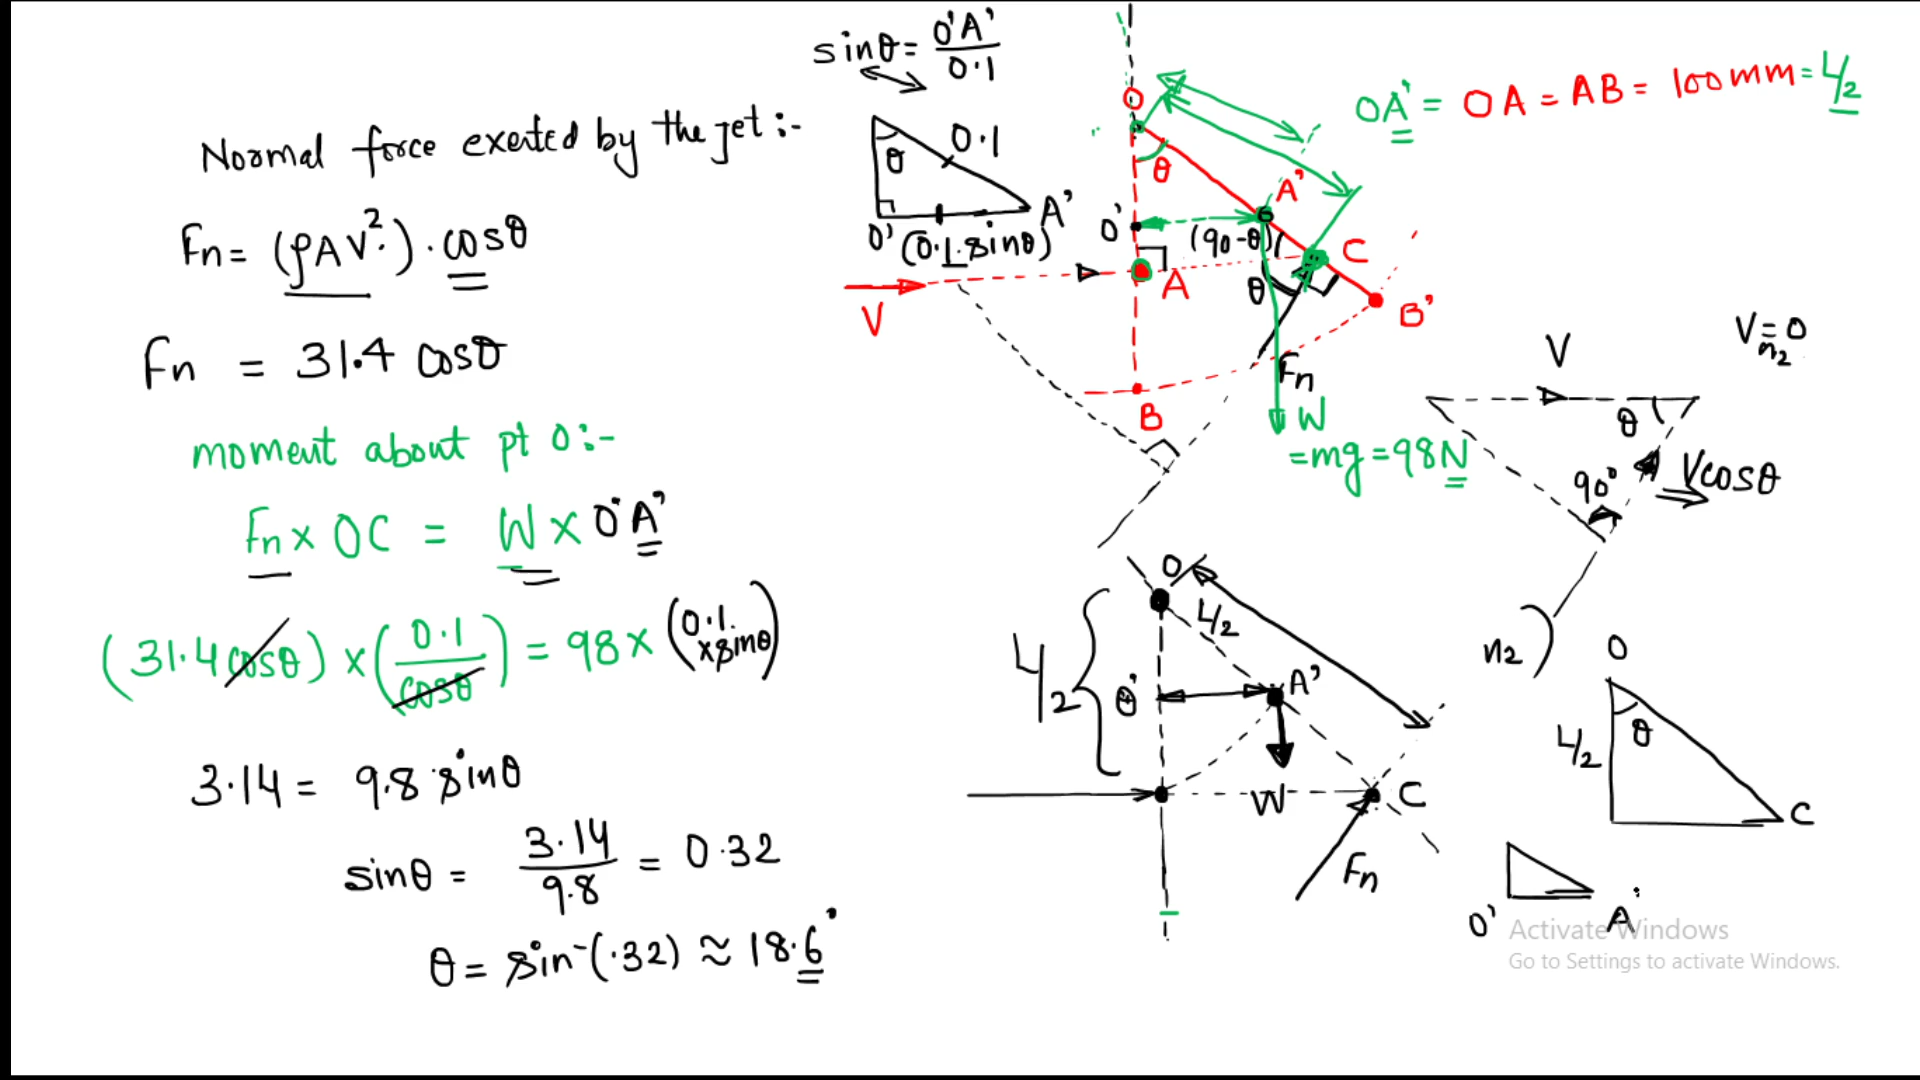 Normal force exerted by the jet :-
Fn = (ρAV²) . cosθ
Fn = 31.4 cosθ
moment about pt O :-
Fn x OC = W x O'A'
(31.4 cosθ) x (0.1/cosθ) = 98 x (0.1 x sinθ)
3.14 = 9.8 sinθ
sinθ = 3.14/9.8 = 0.32
θ = sin⁻(.32) ≈ 18.6°
sinθ = O'A'/0.1
θ
0.1
O'
A'
(0.1 sinθ)
V
OA' = OA = AB = 100mm = L/2
O
θ
A'
O'
(90-θ)
C
A
θ
B'
Fn
B
W
=mg=98N
V
Vn2=0
θ
90°
Vcosθ
n2)
O
L/2
L/2
θ'
A'
W
C
Fn
O
θ
L/2
C
O'
A'
Activate Windows
Go to Settings to activate Windows.